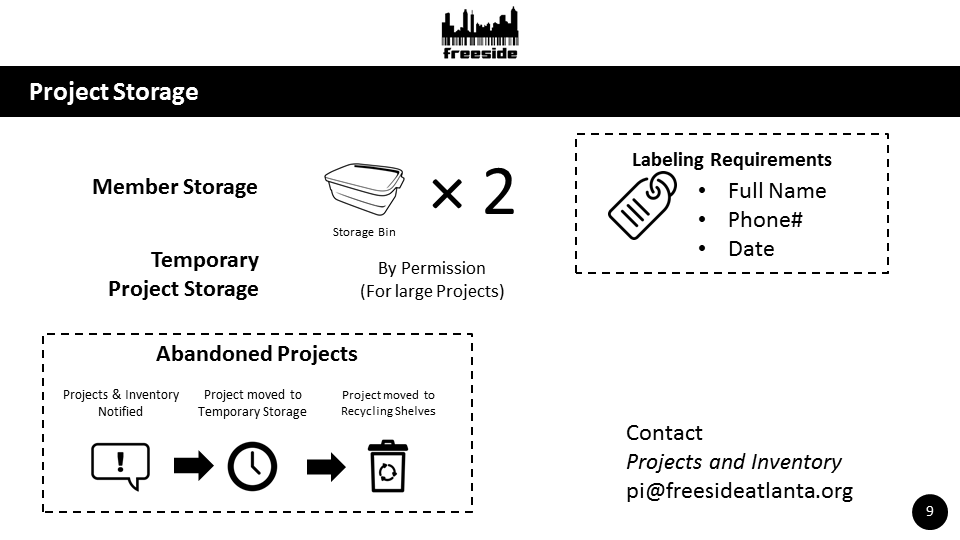 freeside
Project Storage
Member Storage
× 2
Storage Bin
Temporary
Project Storage
By Permission
(For large Projects)
Labeling Requirements
• Full Name
• Phone#
• Date
Abandoned Projects
Projects & Inventory
Notified
Project moved to
Temporary Storage
Project moved to
Recycling Shelves
!
Contact
Projects and Inventory
pi@freesideatlanta.org
9